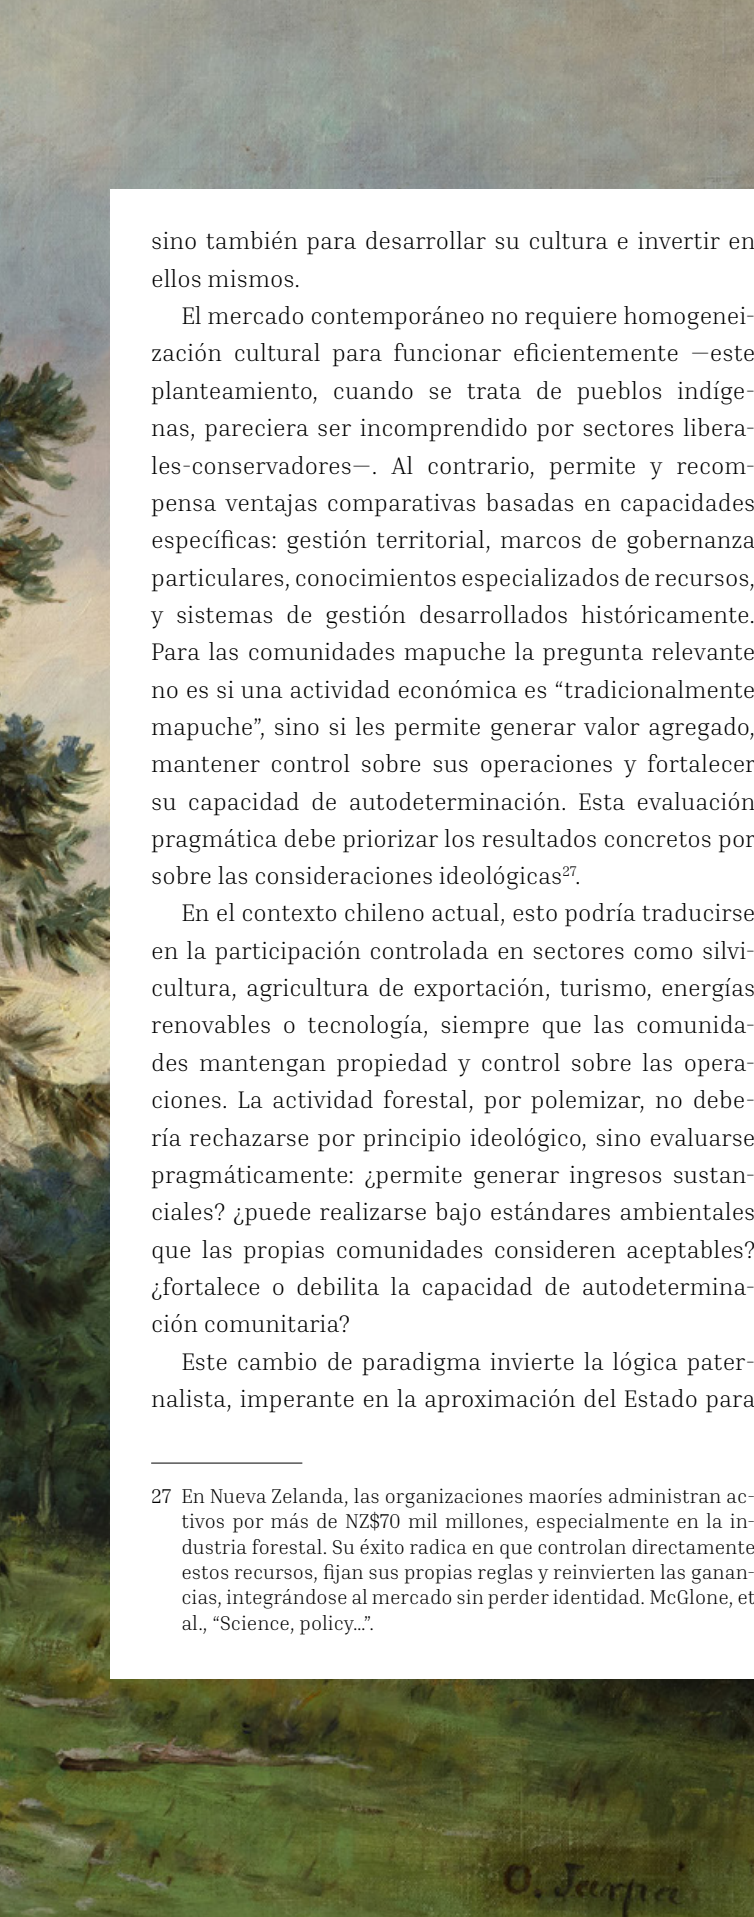 sino también para desarrollar su cultura e invertir en
ellos mismos.
El mercado contemporáneo no requiere homogenei-
zación cultural para funcionar eficientemente —este
planteamiento, cuando se trata de pueblos indíge-
nas, pareciera ser incomprendido por sectores libera-
les-conservadores—. Al contrario, permite y recom-
pensa ventajas comparativas basadas en capacidades
específicas: gestión territorial, marcos de gobernanza
particulares, conocimientos especializados de recursos,
y sistemas de gestión desarrollados históricamente.
Para las comunidades mapuche la pregunta relevante
no es si una actividad económica es “tradicionalmente
mapuche”, sino si les permite generar valor agregado,
mantener control sobre sus operaciones y fortalecer
su capacidad de autodeterminación. Esta evaluación
pragmática debe priorizar los resultados concretos por
sobre las consideraciones ideológicas²⁷.
En el contexto chileno actual, esto podría traducirse
en la participación controlada en sectores como silvi-
cultura, agricultura de exportación, turismo, energías
renovables o tecnología, siempre que las comunida-
des mantengan propiedad y control sobre las opera-
ciones. La actividad forestal, por polemizar, no debe-
ría rechazarse por principio ideológico, sino evaluarse
pragmáticamente: ¿permite generar ingresos sustan-
ciales? ¿puede realizarse bajo estándares ambientales
que las propias comunidades consideren aceptables?
¿fortalece o debilita la capacidad de autodetermina-
ción comunitaria?
Este cambio de paradigma invierte la lógica pater-
nalista, imperante en la aproximación del Estado para
27 En Nueva Zelanda, las organizaciones maoríes administran ac-
tivos por más de NZ$70 mil millones, especialmente en la in-
dustria forestal. Su éxito radica en que controlan directamente
estos recursos, fijan sus propias reglas y reinvierten las ganan-
cias, integrándose al mercado sin perder identidad. McGlone, et
al., “Science, policy...”.
O. Jarpa